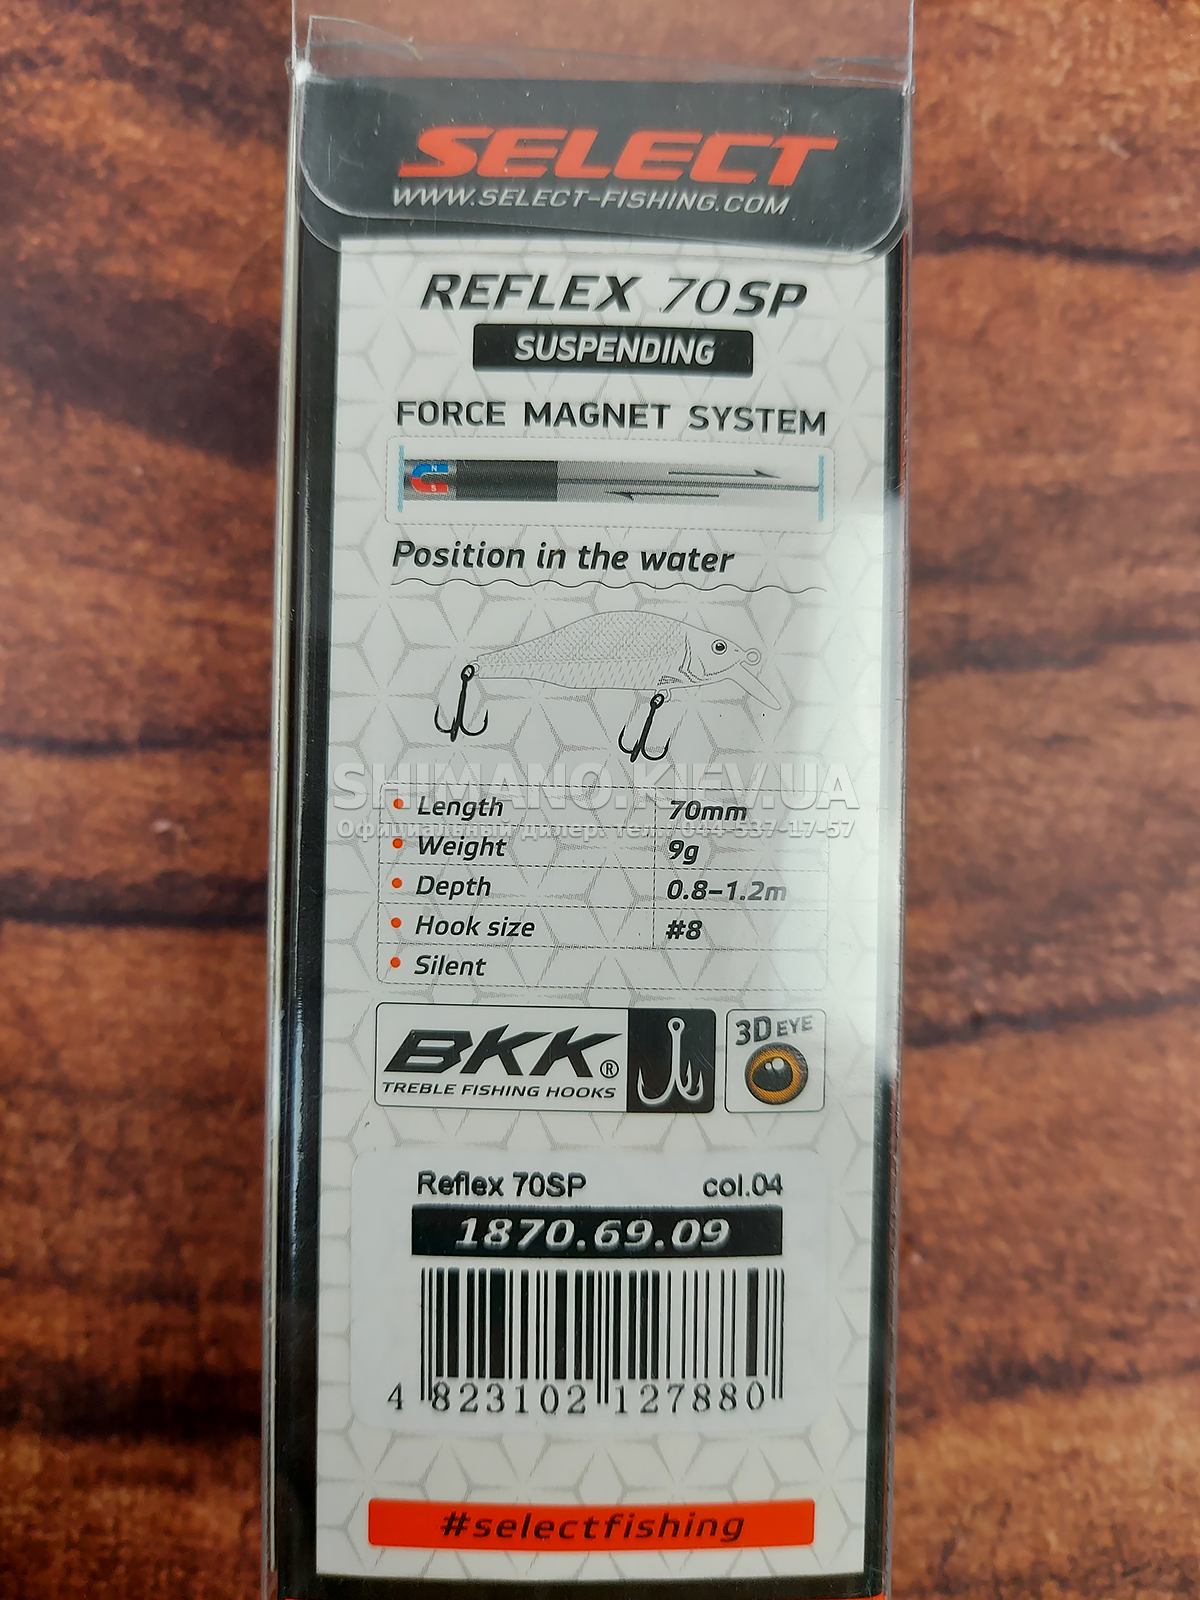 SELECT
WWW.SELECT-FISHING.COM
REFLEX 70SP
SUSPENDING
FORCE MAGNET SYSTEM
N
S
Position in the water
SHIMANO.KIEV.UA
Length 70mm
Официальный дилер. тел. 044-537-17-57
Weight 9g
Depth 0.8-1.2m
Hook size #8
Silent
BKK®
TREBLE FISHING HOOKS
3D EYE
Reflex 70SP col.04
1870.69.09
4 823102 127880
#selectfishing